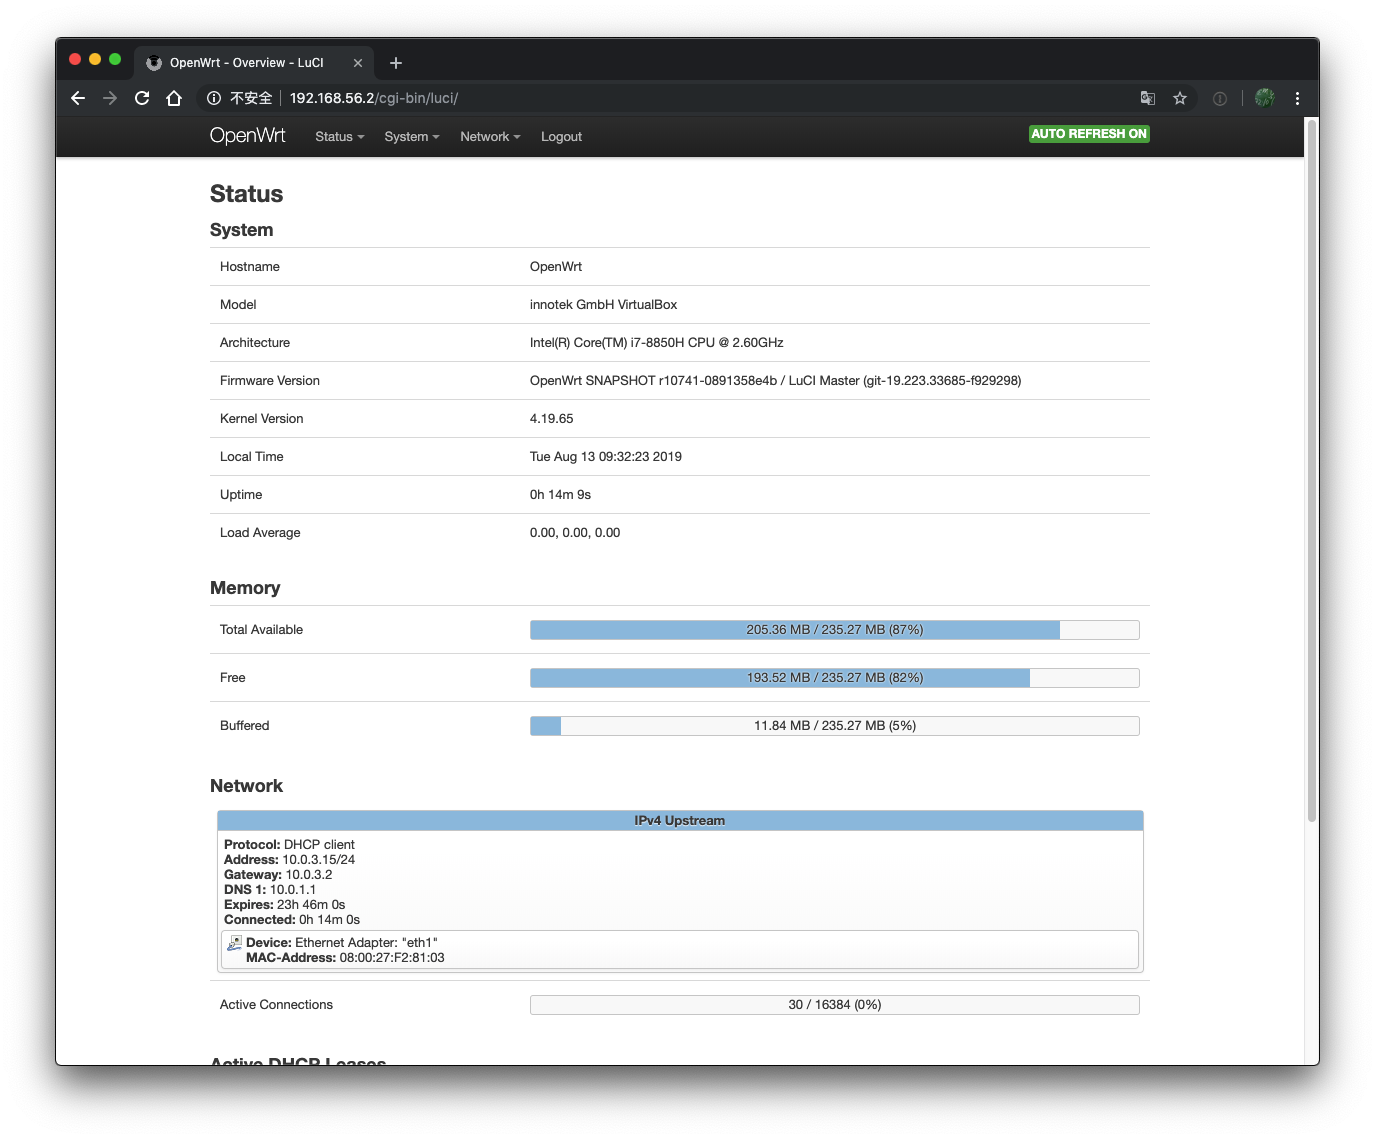 OpenWrt - Overview - LuCI
不安全 192.168.56.2/cgi-bin/luci/
OpenWrt Status System Network Logout AUTO REFRESH ON
Status
System
Hostname OpenWrt
Model innotek GmbH VirtualBox
Architecture Intel(R) Core(TM) i7-8850H CPU @ 2.60GHz
Firmware Version OpenWrt SNAPSHOT r10741-0891358e4b / LuCI Master (git-19.223.33685-f929298)
Kernel Version 4.19.65
Local Time Tue Aug 13 09:32:23 2019
Uptime 0h 14m 9s
Load Average 0.00, 0.00, 0.00
Memory
Total Available 205.36 MB / 235.27 MB (87%)
Free 193.52 MB / 235.27 MB (82%)
Buffered 11.84 MB / 235.27 MB (5%)
Network
IPv4 Upstream
Protocol: DHCP client
Address: 10.0.3.15/24
Gateway: 10.0.3.2
DNS 1: 10.0.1.1
Expires: 23h 46m 0s
Connected: 0h 14m 0s
Device: Ethernet Adapter: "eth1"
MAC-Address: 08:00:27:F2:81:03
Active Connections 30 / 16384 (0%)
Active DHCP Leases